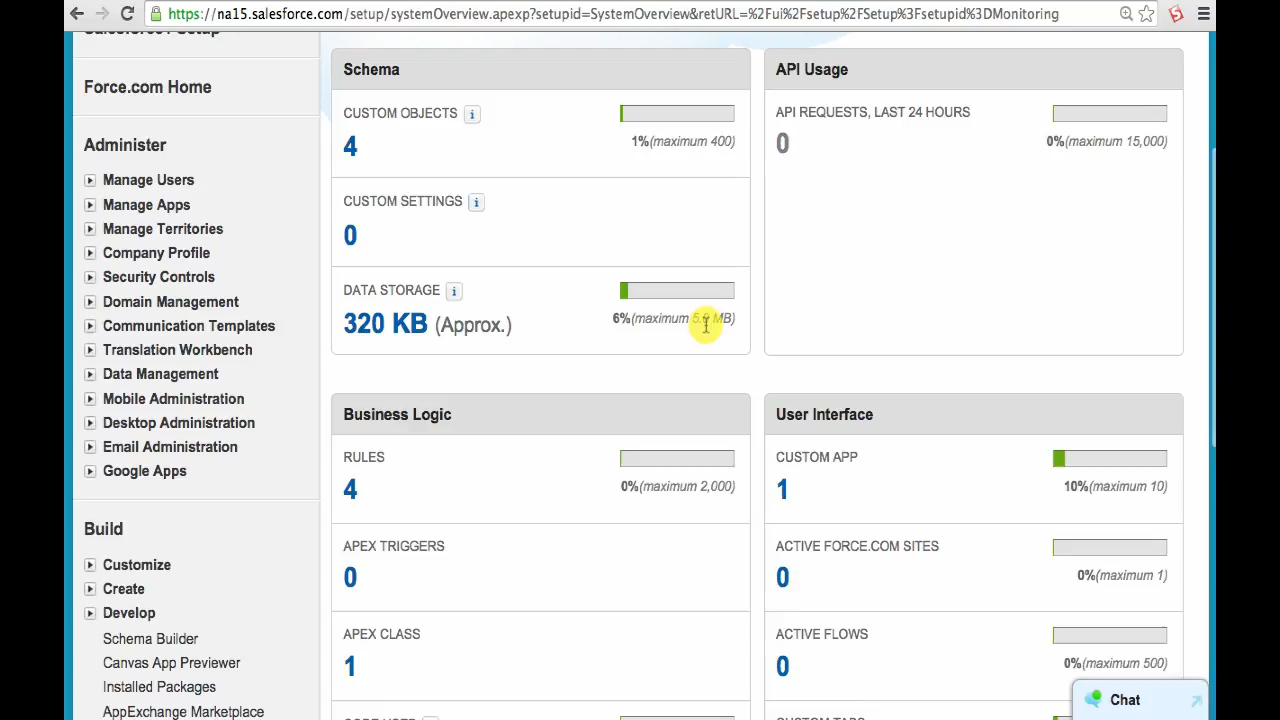 https://na15.salesforce.com/setup/systemOverview.apexp?setupid=SystemOverview&retURL=%2Fui%2Fsetup%2FSetup%3Fsetupid%3DMonitoring
Force.com Home
Administer
Manage Users
Manage Apps
Manage Territories
Company Profile
Security Controls
Domain Management
Communication Templates
Translation Workbench
Data Management
Mobile Administration
Desktop Administration
Email Administration
Google Apps
Build
Customize
Create
Develop
Schema Builder
Canvas App Previewer
Installed Packages
AppExchange Marketplace
Schema
CUSTOM OBJECTS i
4
1%(maximum 400)
CUSTOM SETTINGS i
0
DATA STORAGE i
320 KB (Approx.)
6%(maximum 5.0 MB)
API Usage
API REQUESTS, LAST 24 HOURS
0
0%(maximum 15,000)
Business Logic
RULES
4
0%(maximum 2,000)
APEX TRIGGERS
0
APEX CLASS
1
User Interface
CUSTOM APP
1
10%(maximum 10)
ACTIVE FORCE.COM SITES
0
0%(maximum 1)
ACTIVE FLOWS
0
0%(maximum 500)
Chat